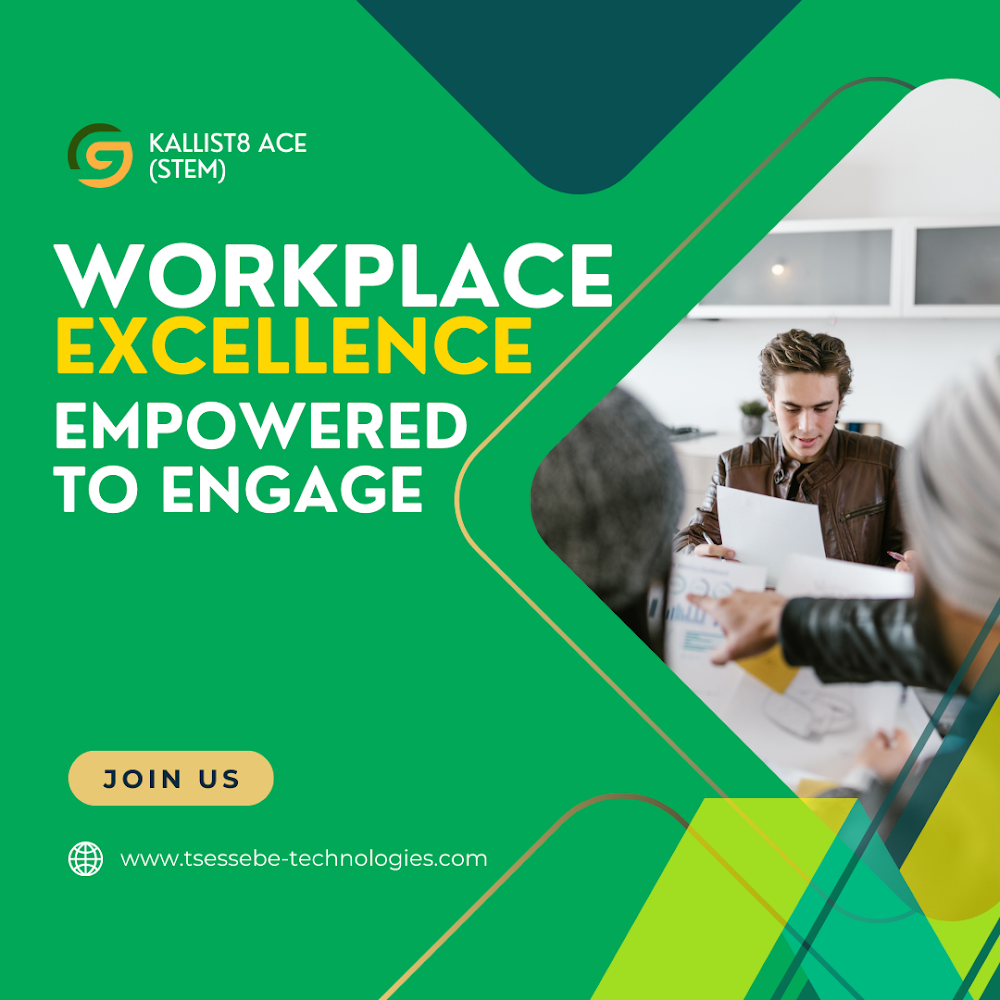 KALLIST8 ACE
(STEM)
WORKPLACE
EXCELLENCE
EMPOWERED
TO ENGAGE
JOIN US
www.tsessebe-technologies.com